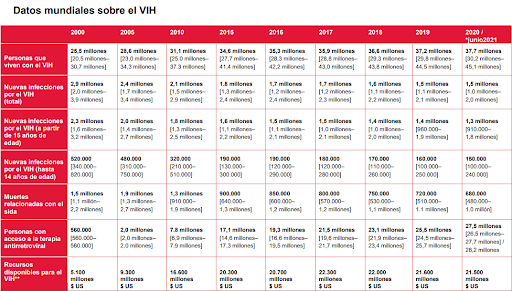 Datos mundiales sobre el VIH
2000 2005 2010 2015 2016 2017 2018 2019 2020 /
*junio2021
Personas que 25,5 millones 28,6 millones 31,1 millones 34,6 millones 35,3 millones 35,9 millones 36,6 millones 37,2 millones 37,7 millones
viven con el VIH [20,5 millones– [23,0 millones– [25,0 millones– [27,7 millones– [28,3 millones– [28,8 millones– [29,3 millones– [29,8 millones– [30,2 millones–
30,7 millones] 34,3 millones] 37,3 millones] 41,4 millones] 42,2 millones] 43,0 millones] 43,8 millones] 44,5 millones] 45,1 millones]
Nuevas infecciones 2,9 millones 2,4 millones 2,1 millones 1,8 millones 1,7 millones 1,7 millones 1,6 millones 1,5 millones 1,5 millones
por el VIH [2,0 millones– [1,7 millones– [1,5 millones– [1,3 millones– [1,2 millones– [1,2 millones– [1,1 millones– [1,1 millones– [1,0 millones–
(total) 3,9 millones] 3,4 millones] 2,9 millones] 2,4 millones] 2,4 millones] 2,3 millones] 2,2 millones] 2,1 millones] 2,0 millones]
Nuevas infecciones 2,3 millones 2,0 millones 1,8 millones 1,6 millones 1,6 millones 1,5 millones 1,4 millones 1,4 millones 1,3 millones
por el VIH (a partir [1,6 millones– [1,4 millones– [1,3 millones– [1,1 millones– [1,1 millones– [1,1 millones– [1,0 millones– [960.000– [910.000–
de 15 años de 3,2 millones] 2,7 millones] 2,5 millones] 2,2 millones] 2,1 millones] 2,1 millones] 2,0 millones] 1,9 millones] 1,8 millones]
edad)
Nuevas infecciones 520.000 480.000 320.000 190.000 190.000 180.000 170.000 160.000 150.000
por el VIH (hasta [340.000– [310.000– [210.000– [130.000– [120.000– [120.000– [110.000– [100.000– [100.000–
14 años de edad) 820.000] 750.000] 510.000] 300.000] 290.000] 280.000] 260.000] 250.000] 240.000]
Muertes 1,5 millones 1,9 millones 1,3 millones 900.000 850.000 800.000 750.000 720.000 680.000
relacionadas con el [1,1 millón– [1,3 millones– [910.000– [640.000– [600.000– [570.000– [530.000– [510.000– [480.000–
sida 2,2 millones] 2,7 millones] 1,9 millones] 1,3 millones] 1,2 millones] 1,2 millones] 1,1 millones] 1,1 millones] 1.0 millón]
Personas con 560.000 2,0 millones 7,8 millones 17,1 millones 19,3 millones 21,5 millones 23,1 millones 25,5 millones 27,5 millones
acceso a la terapia [560.000– [2,0 millones– [6,9 millones– [14,6 millones– [16,6 millones– [19,6 millones– [21,9 millones– [24,5 millones– [26,5 millones–
antirretroviral 560.000] 2,0 millones] 7,9 millones] 17,3 millones] 19,5 millones] 21,7 millones] 23,4 millones] 25,7 millones] 27,7 millones] /
28,2 millones
Recursos 5.100 9.300 16.600 20.300 20.700 22.300 22.000 21.600 21.500
disponibles para el millones millones millones millones millones millones millones millones millones
VIH** $ US $ US $ US $ US $ US $ US $ US $ US $ US